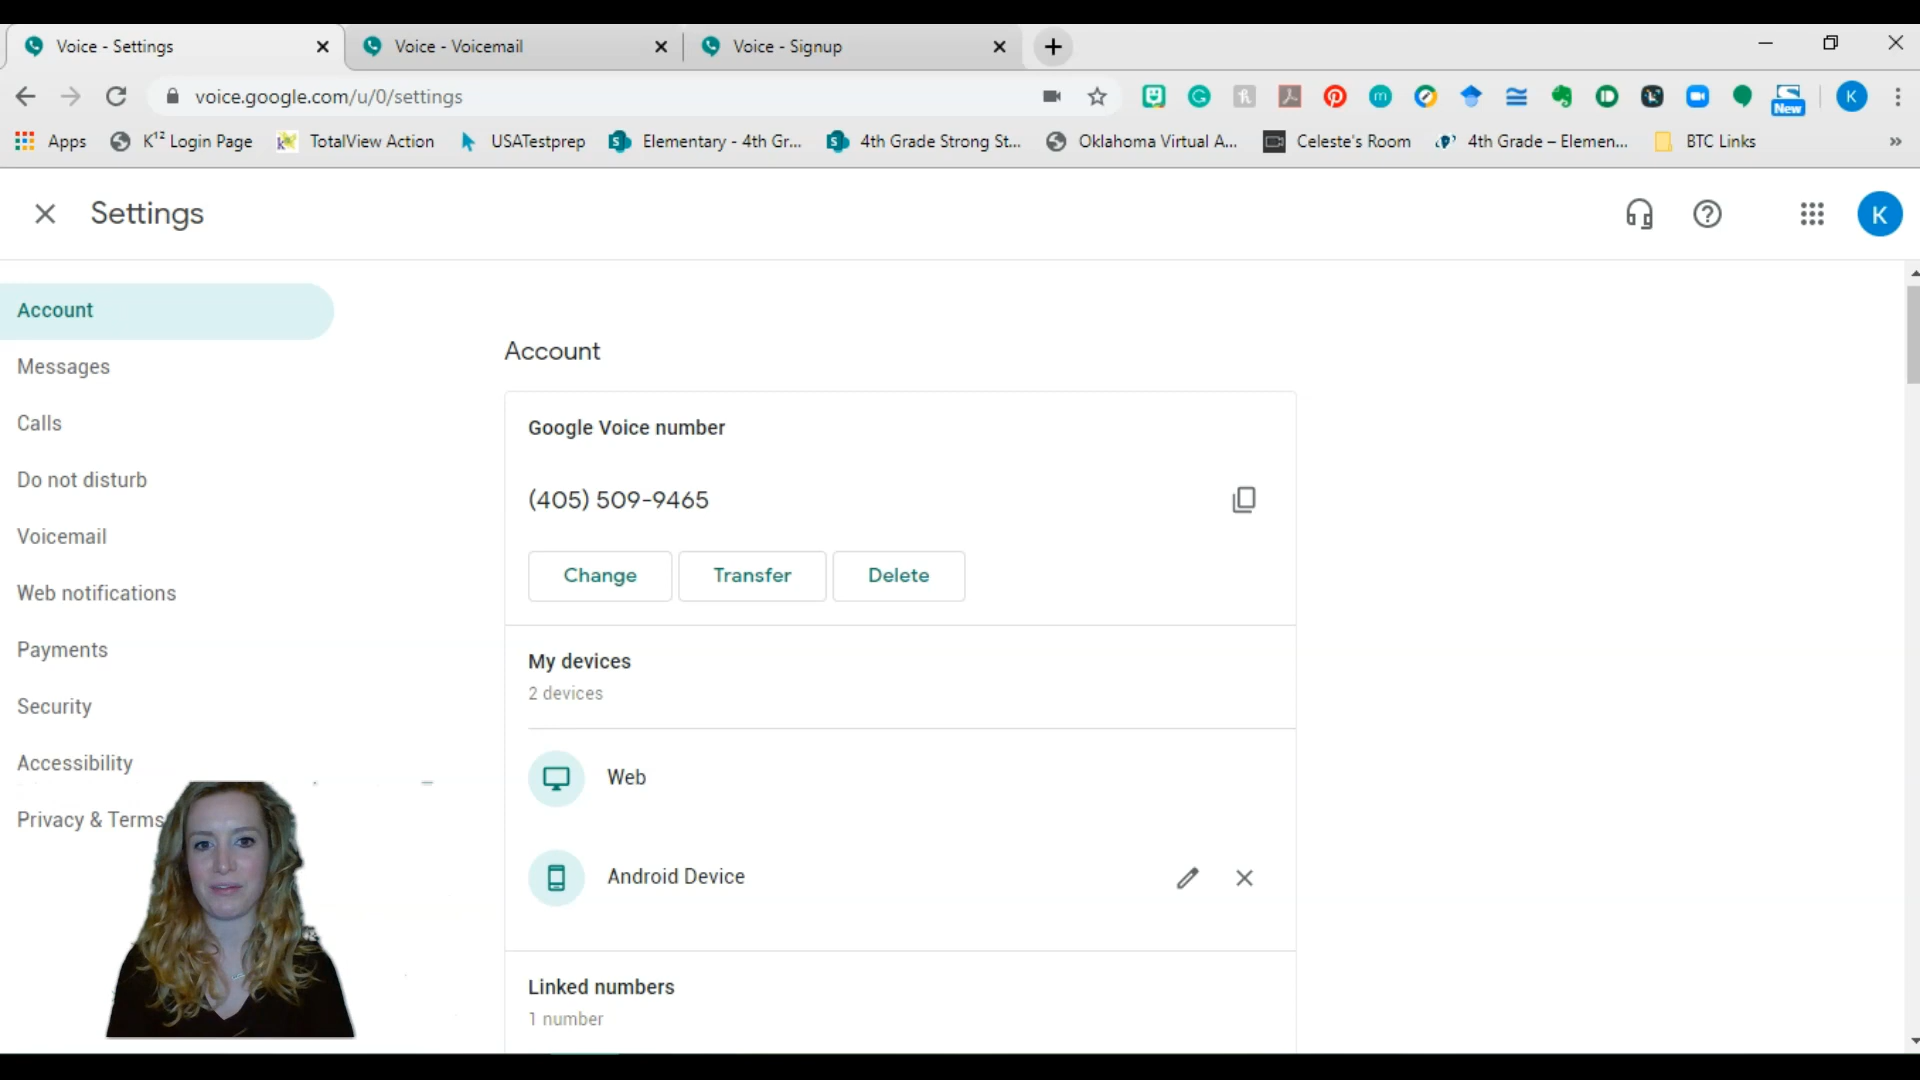 Voice - Settings
Voice - Voicemail
Voice - Signup
voice.google.com/u/0/settings
New
K
Apps
K¹² Login Page
TotalView Action
USATestprep
Elementary - 4th Gr...
4th Grade Strong St...
Oklahoma Virtual A...
Celeste's Room
4th Grade – Elemen...
BTC Links
»
Settings
K
Account
Messages
Calls
Do not disturb
Voicemail
Web notifications
Payments
Security
Accessibility
Privacy & Terms
Account
Google Voice number
(405) 509-9465
Change
Transfer
Delete
My devices
2 devices
Web
Android Device
Linked numbers
1 number